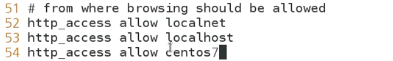 51 # from where browsing should be allowed
52 http_access allow localnet
53 http_access allow localhost
54 http_access allow centos7